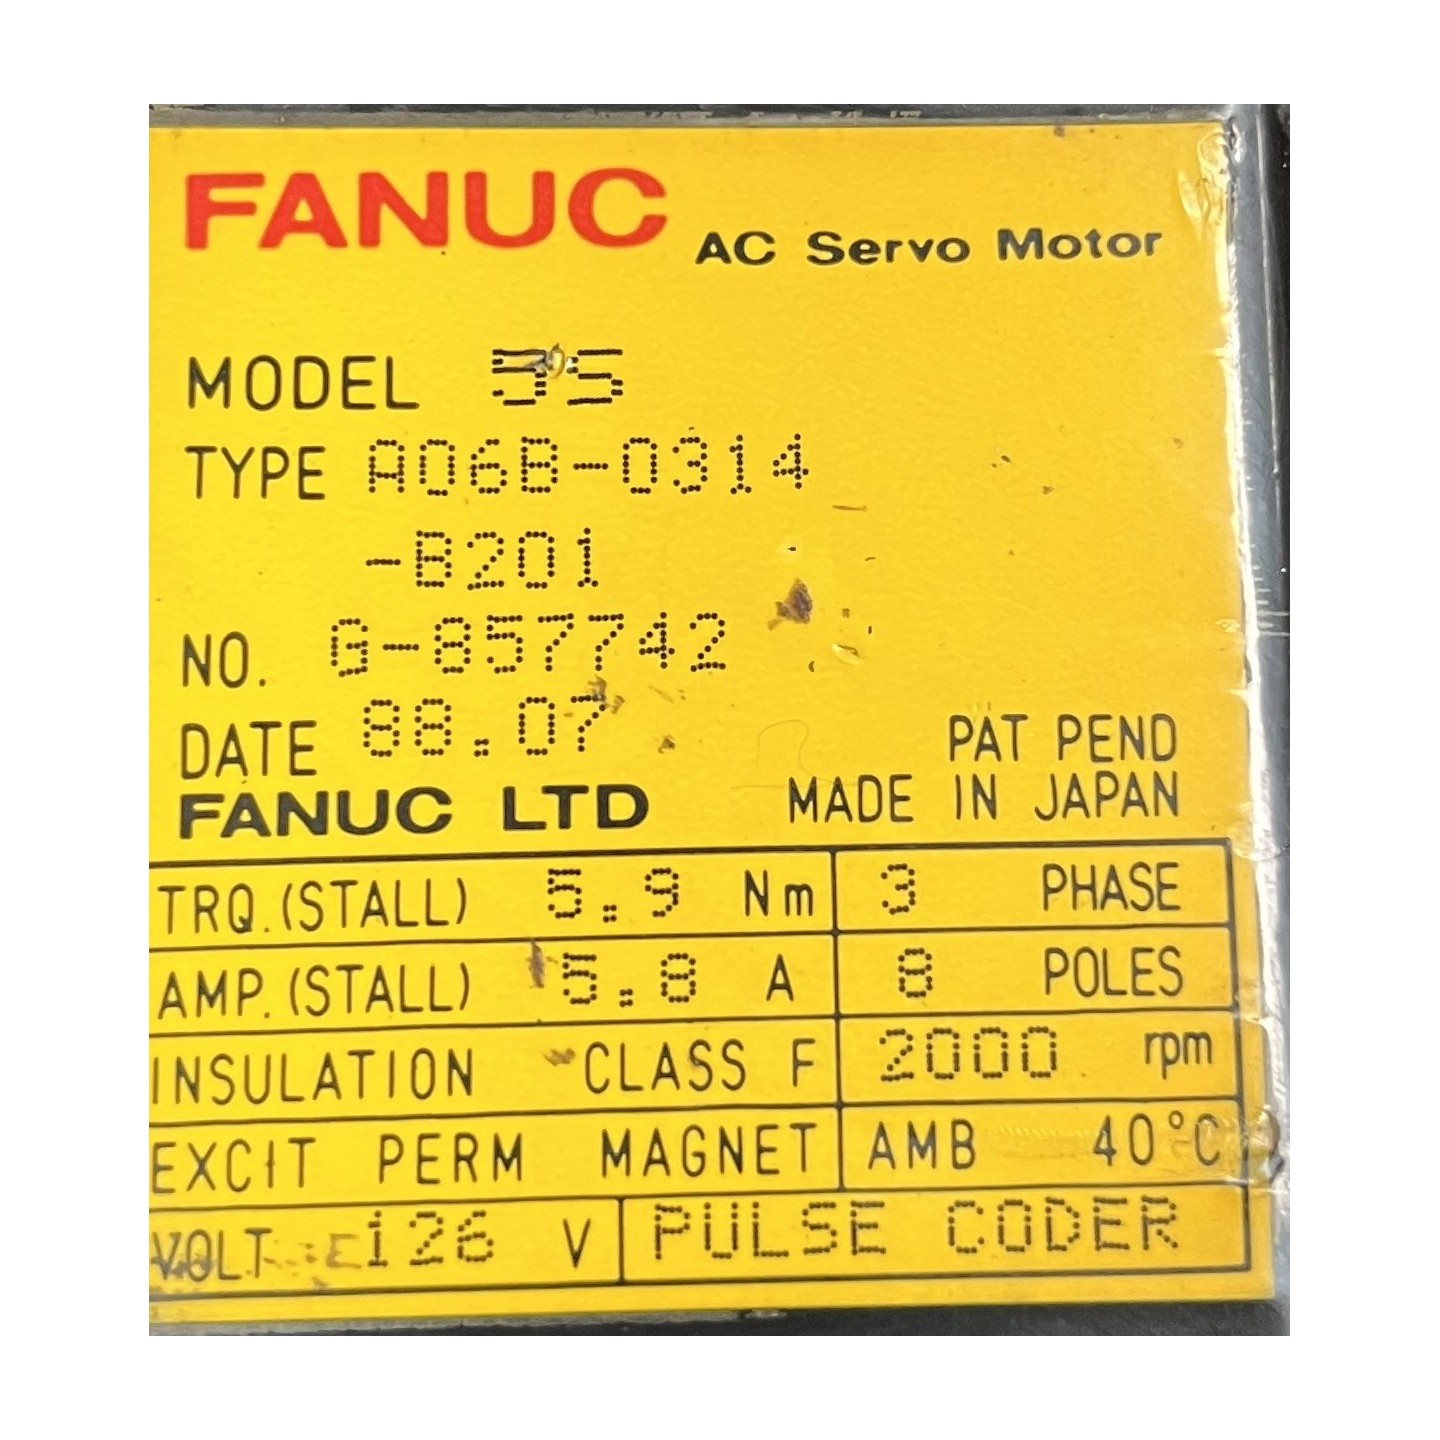 FANUC AC Servo Motor
MODEL 5S
TYPE A06B-0314
-B201
NO. G-857742
DATE 88.07
PAT PEND
FANUC LTD MADE IN JAPAN
TRQ.(STALL) 5.9 Nm 3 PHASE
AMP.(STALL) 5.8 A 8 POLES
INSULATION CLASS F 2000 rpm
EXCIT PERM MAGNET AMB 40°C
VOLT 126 V PULSE CODER